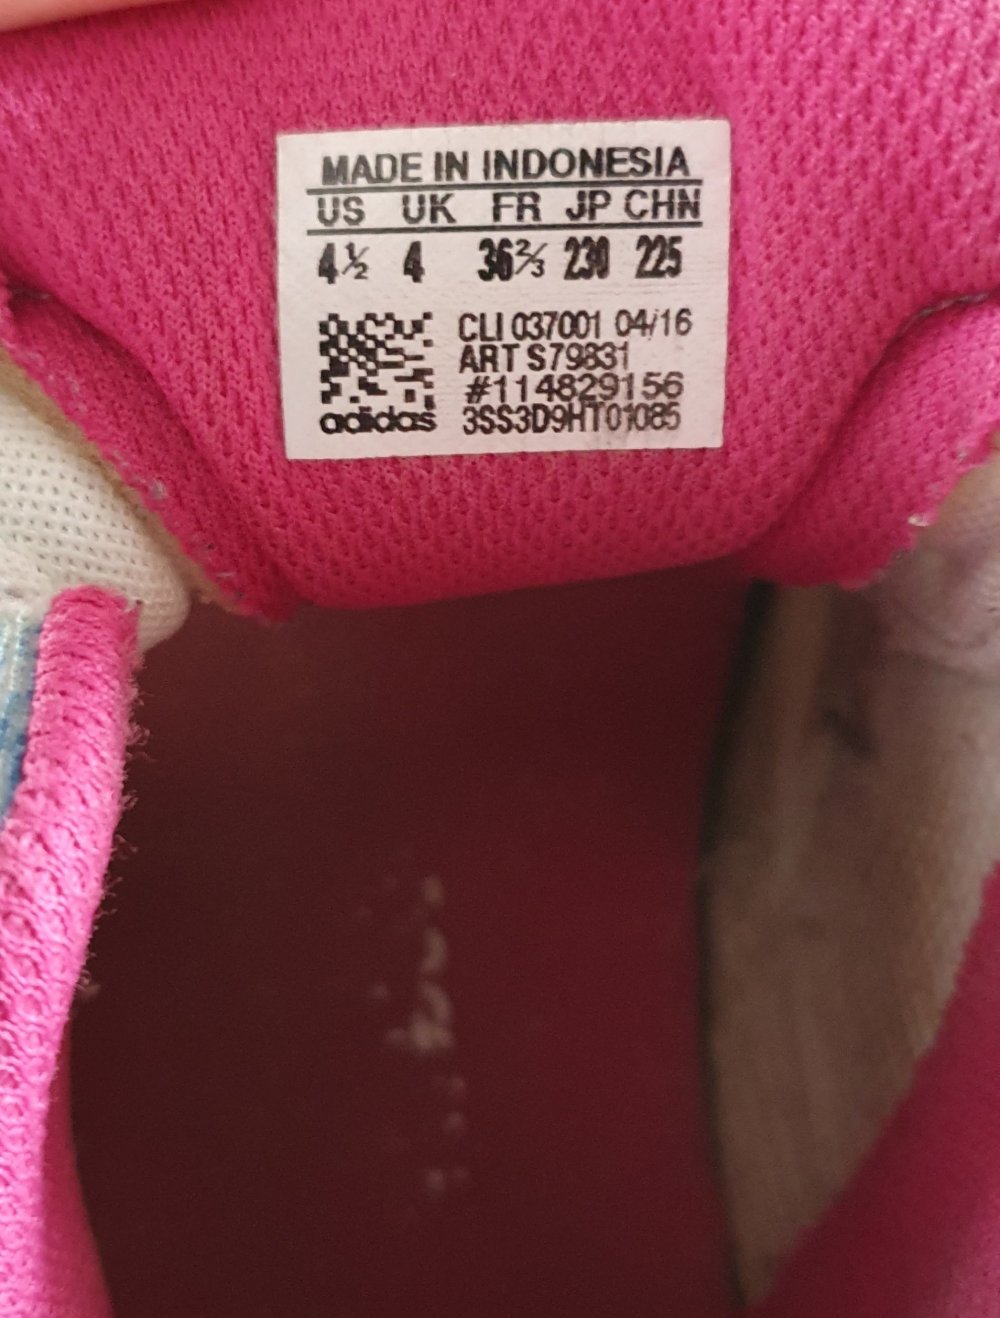 MADE IN INDONESIA
US UK FR JP CHN
4½ 4 36⅔ 230 225
CLI 037001 04/16
ART S79831
#114829156
adidas 3SS3D9HT01085